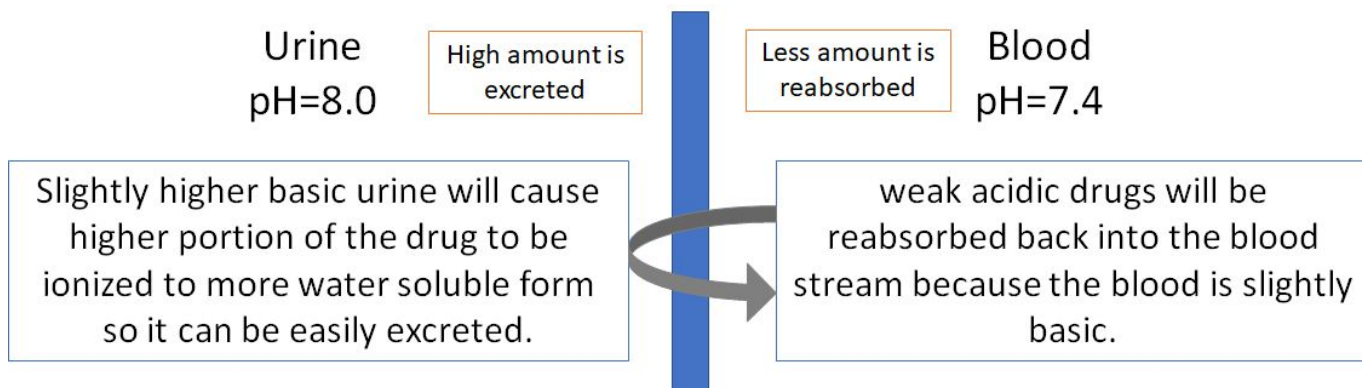 Urine
pH=8.0
High amount is
excreted
Less amount is
reabsorbed
Blood
pH=7.4
Slightly higher basic urine will cause
higher portion of the drug to be
ionized to more water soluble form
so it can be easily excreted.
weak acidic drugs will be
reabsorbed back into the blood
stream because the blood is slightly
basic.